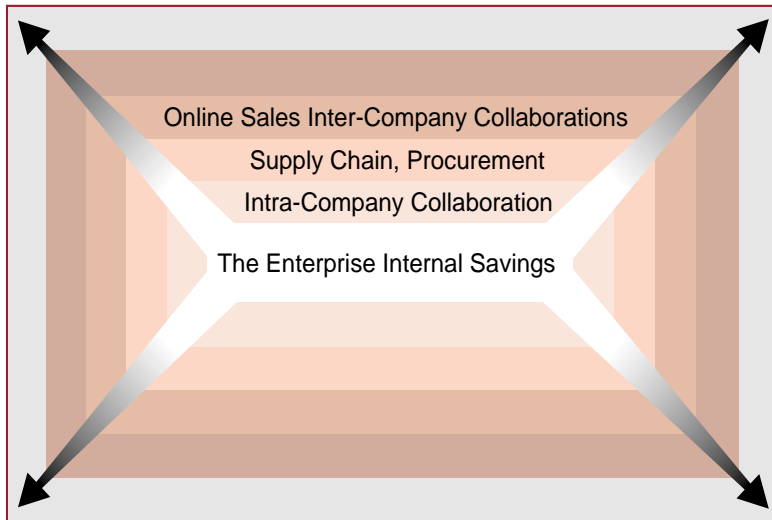 Online Sales Inter-Company Collaborations
Supply Chain, Procurement
Intra-Company Collaboration
The Enterprise Internal Savings